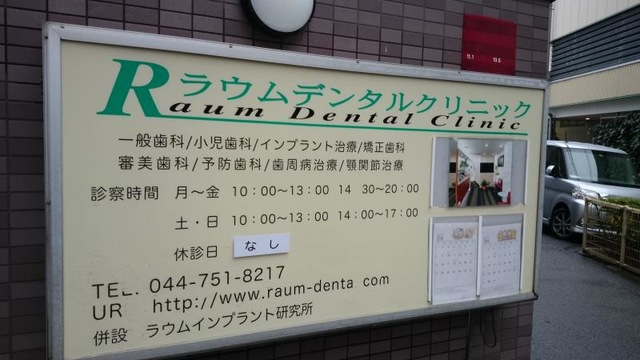 ラウムデンタルクリニック
Raum Dental Clinic
一般歯科/小児歯科/インプラント治療/矯正歯科
審美歯科/予防歯科/歯周病治療/顎関節治療
診察時間 月～金 10:00～13:00 14 30～20:00
土・日 10:00～13:00 14:00～17:00
休診日 なし
TEL. 044-751-8217
UR http://www.raum-denta com
併設 ラウムインプラント研究所